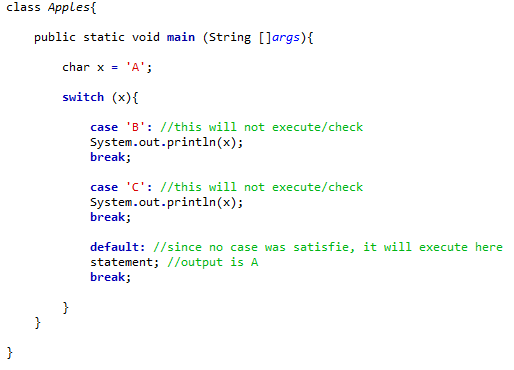 class Apples{
public static void main (String []args){
char x = 'A';
switch (x){
case 'B': //this will not execute/check
System.out.println(x);
break;
case 'C': //this will not execute/check
System.out.println(x);
break;
default: //since no case was satisfie, it will execute here
statement; //output is A
break;
}
}
}